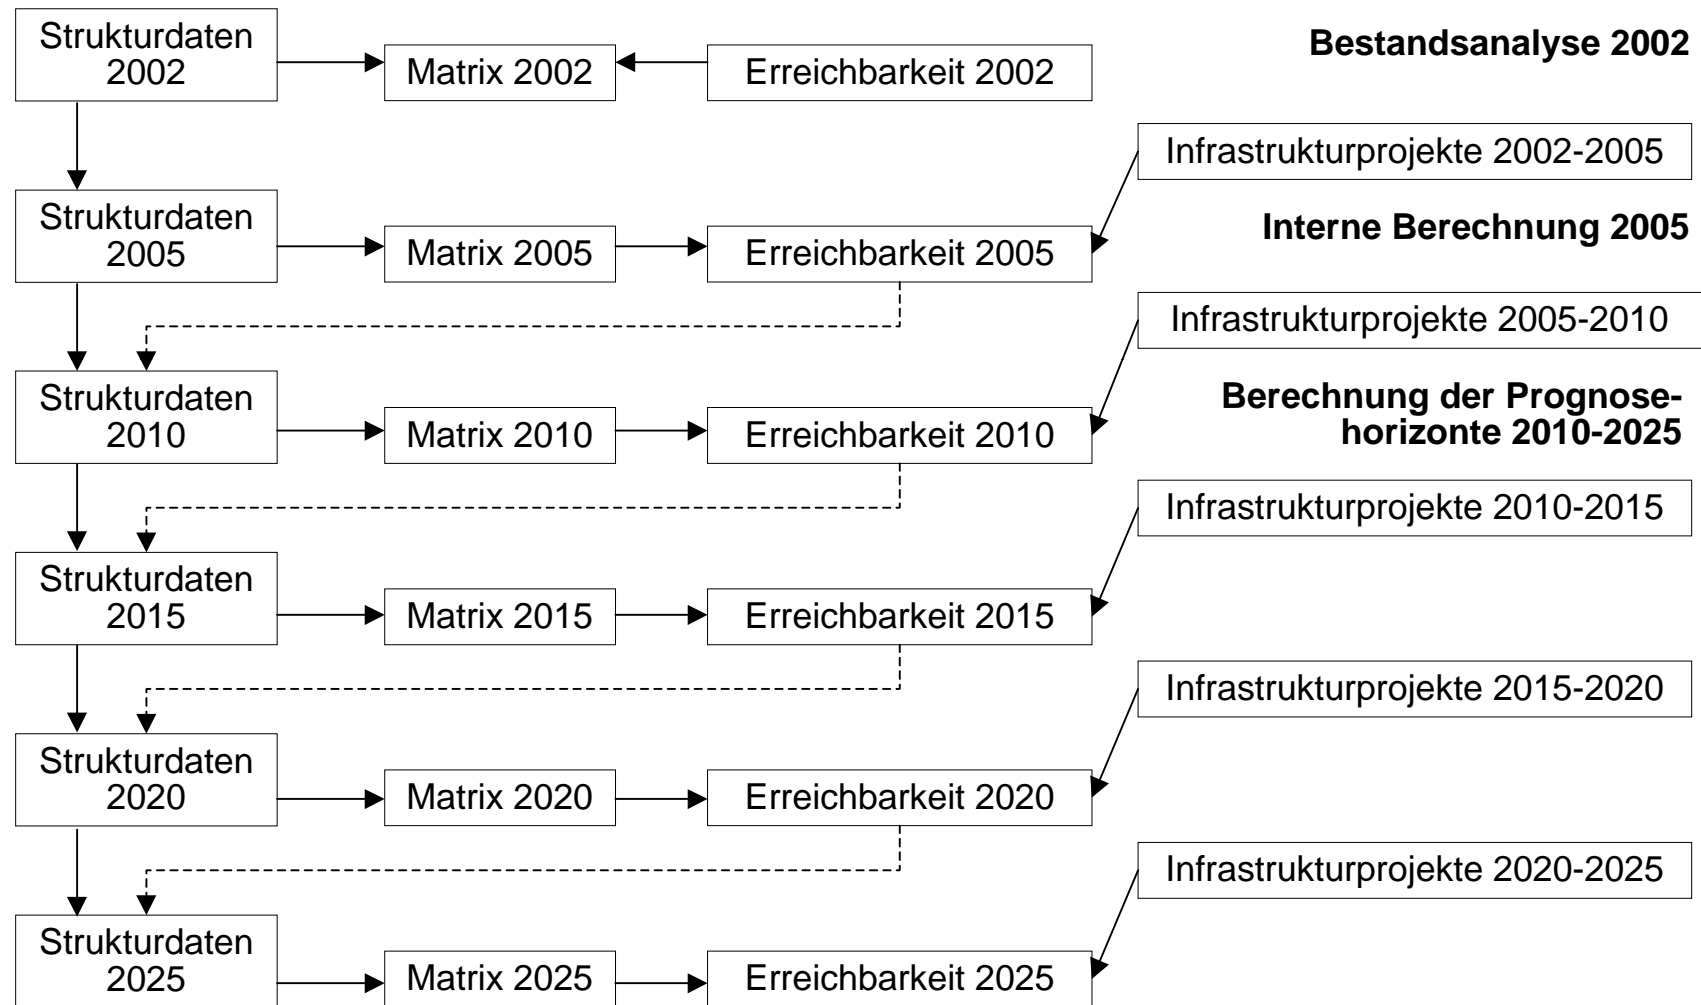 Strukturdaten
2002
Matrix 2002
Erreichbarkeit 2002
Bestandsanalyse 2002
Infrastrukturprojekte 2002-2005
Strukturdaten
2005
Matrix 2005
Erreichbarkeit 2005
Interne Berechnung 2005
Infrastrukturprojekte 2005-2010
Strukturdaten
2010
Matrix 2010
Erreichbarkeit 2010
Berechnung der Prognose-
horizonte 2010-2025
Infrastrukturprojekte 2010-2015
Strukturdaten
2015
Matrix 2015
Erreichbarkeit 2015
Infrastrukturprojekte 2015-2020
Strukturdaten
2020
Matrix 2020
Erreichbarkeit 2020
Infrastrukturprojekte 2020-2025
Strukturdaten
2025
Matrix 2025
Erreichbarkeit 2025